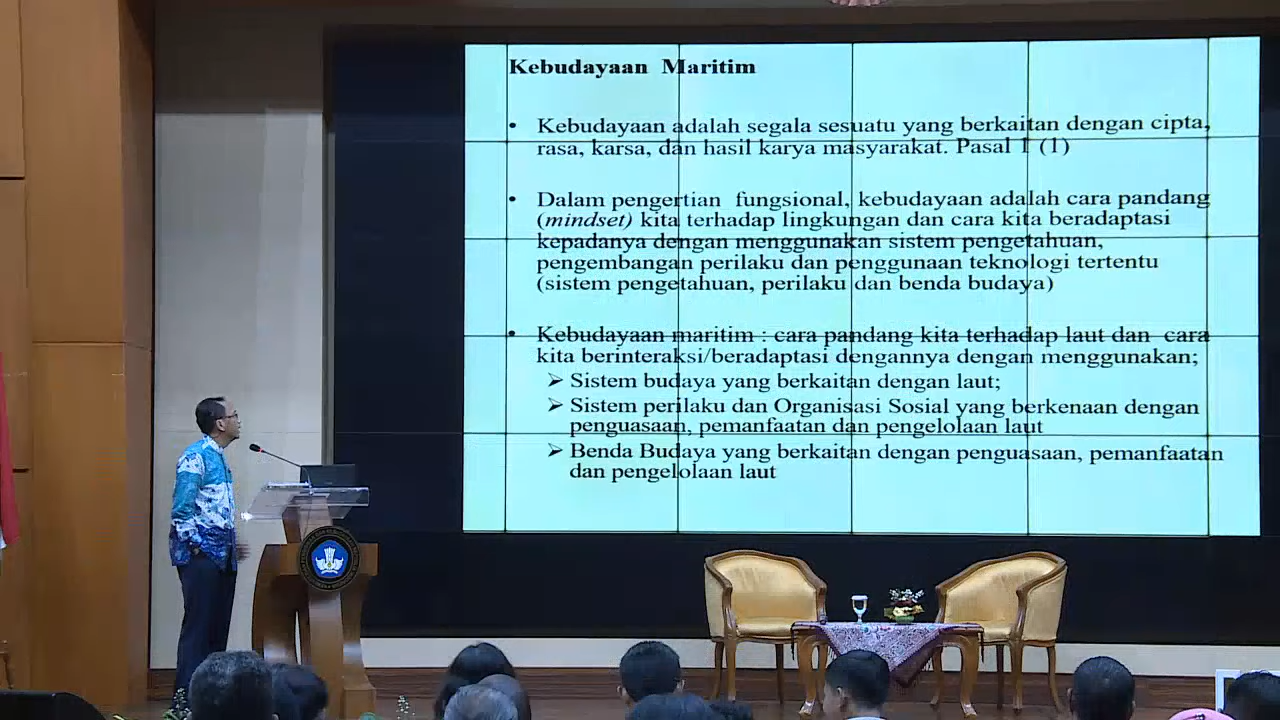 Kebudayaan Maritim
• Kebudayaan adalah segala sesuatu yang berkaitan dengan cipta,
rasa, karsa, dan hasil karya masyarakat. Pasal 1 (1)
• Dalam pengertian fungsional, kebudayaan adalah cara pandang
(mindset) kita terhadap lingkungan dan cara kita beradaptasi
kepadanya dengan menggunakan sistem pengetahuan,
pengembangan perilaku dan penggunaan teknologi tertentu
(sistem pengetahuan, perilaku dan benda budaya)
• Kebudayaan maritim : cara pandang kita terhadap laut dan cara
kita berinteraksi/beradaptasi dengannya dengan menggunakan;
➢ Sistem budaya yang berkaitan dengan laut;
➢ Sistem perilaku dan Organisasi Sosial yang berkenaan dengan
penguasaan, pemanfaatan dan pengelolaan laut
➢ Benda Budaya yang berkaitan dengan penguasaan, pemanfaatan
dan pengelolaan laut